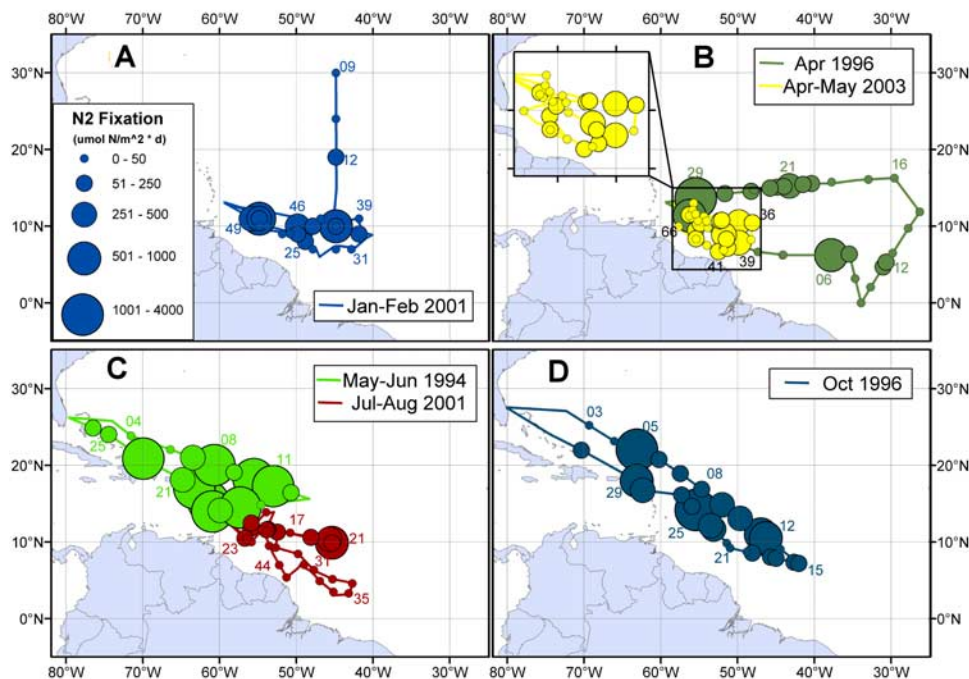 80°W 70°W 60°W 50°W 40°W 30°W 80°W 70°W 60°W 50°W 40°W 30°W
A
B
30°N
20°N
10°N
0°N
N2 Fixation
(umol N/m^2 * d)
0 - 50
51 - 250
251 - 500
501 - 1000
1001 - 4000
09
12
39
46
49
25
31
Jan-Feb 2001
Apr 1996
Apr-May 2003
29
21
16
66
36
41
39
06
12
30°N
20°N
10°N
0°N
C
D
30°N
20°N
10°N
0°N
May-Jun 1994
Jul-Aug 2001
04
25
08
11
21
17
23
21
44
31
35
Oct 1996
03
05
08
29
25
12
21
15
30°N
20°N
10°N
0°N
80°W 70°W 60°W 50°W 40°W 30°W 80°W 70°W 60°W 50°W 40°W 30°W